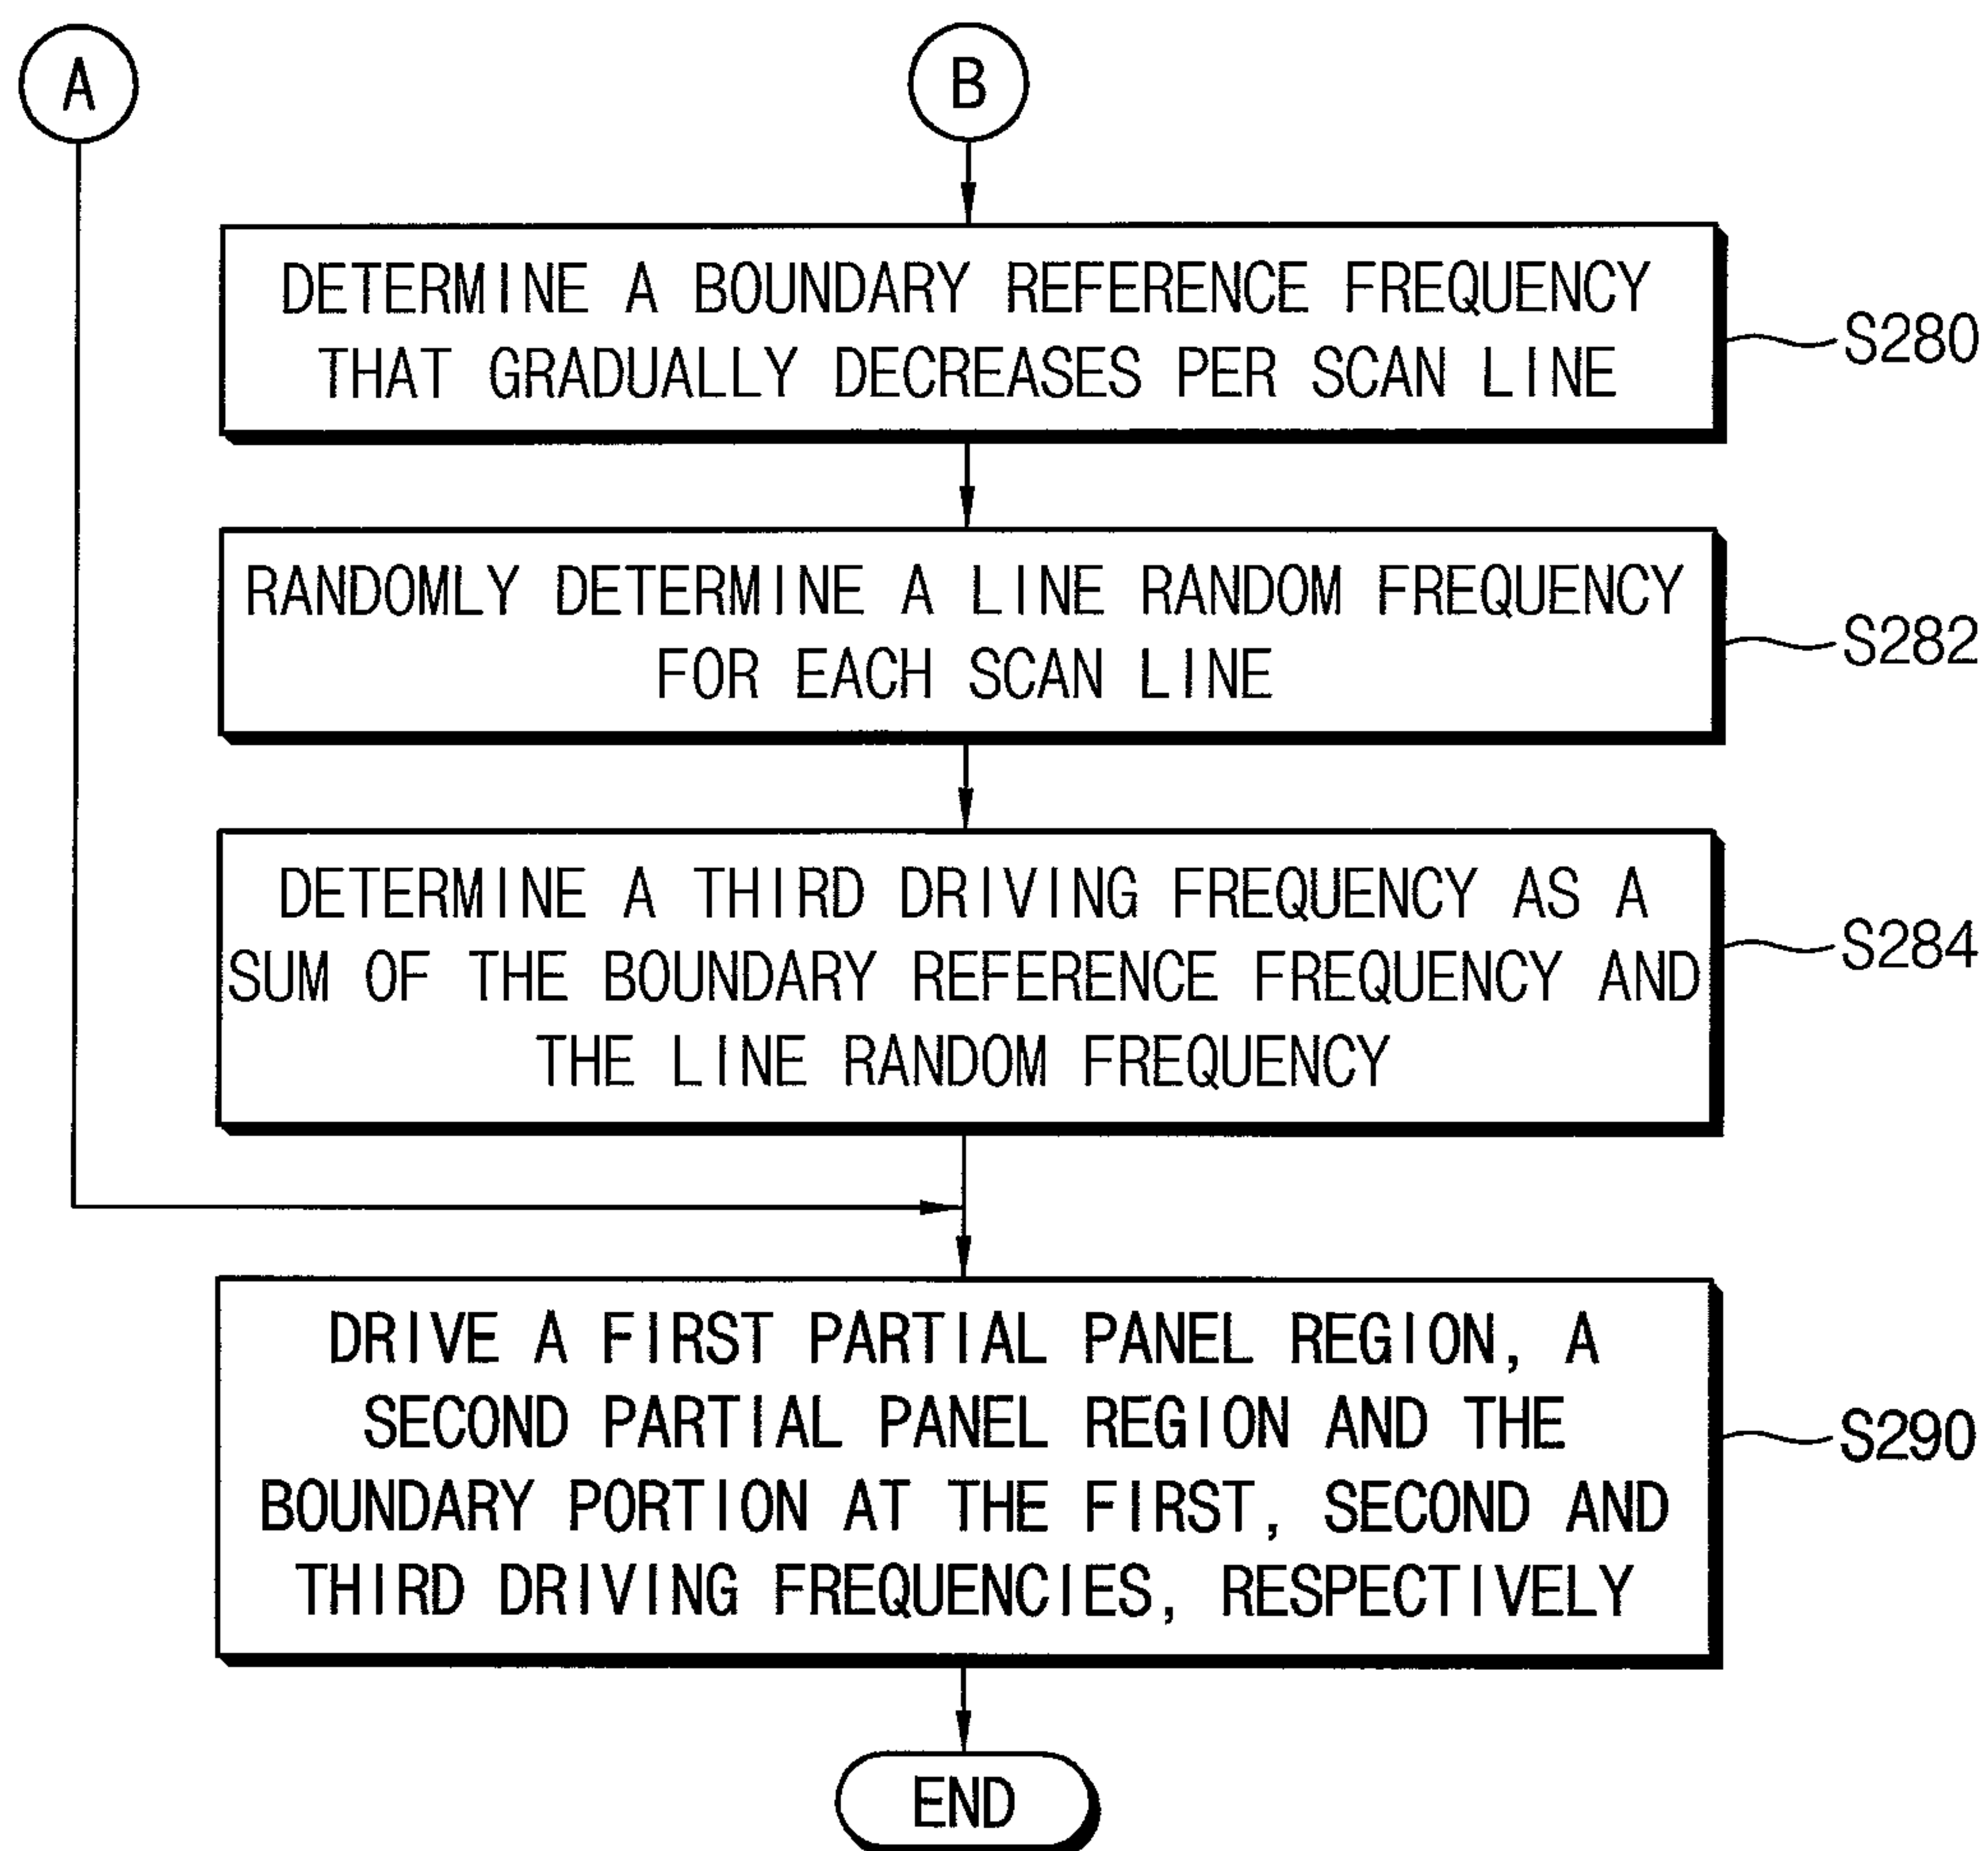 A
B
DETERMINE A BOUNDARY REFERENCE FREQUENCY
THAT GRADUALLY DECREASES PER SCAN LINE
S280
RANDOMLY DETERMINE A LINE RANDOM FREQUENCY
FOR EACH SCAN LINE
S282
DETERMINE A THIRD DRIVING FREQUENCY AS A
SUM OF THE BOUNDARY REFERENCE FREQUENCY AND
THE LINE RANDOM FREQUENCY
S284
DRIVE A FIRST PARTIAL PANEL REGION, A
SECOND PARTIAL PANEL REGION AND THE
BOUNDARY PORTION AT THE FIRST, SECOND AND
THIRD DRIVING FREQUENCIES, RESPECTIVELY
S290
END